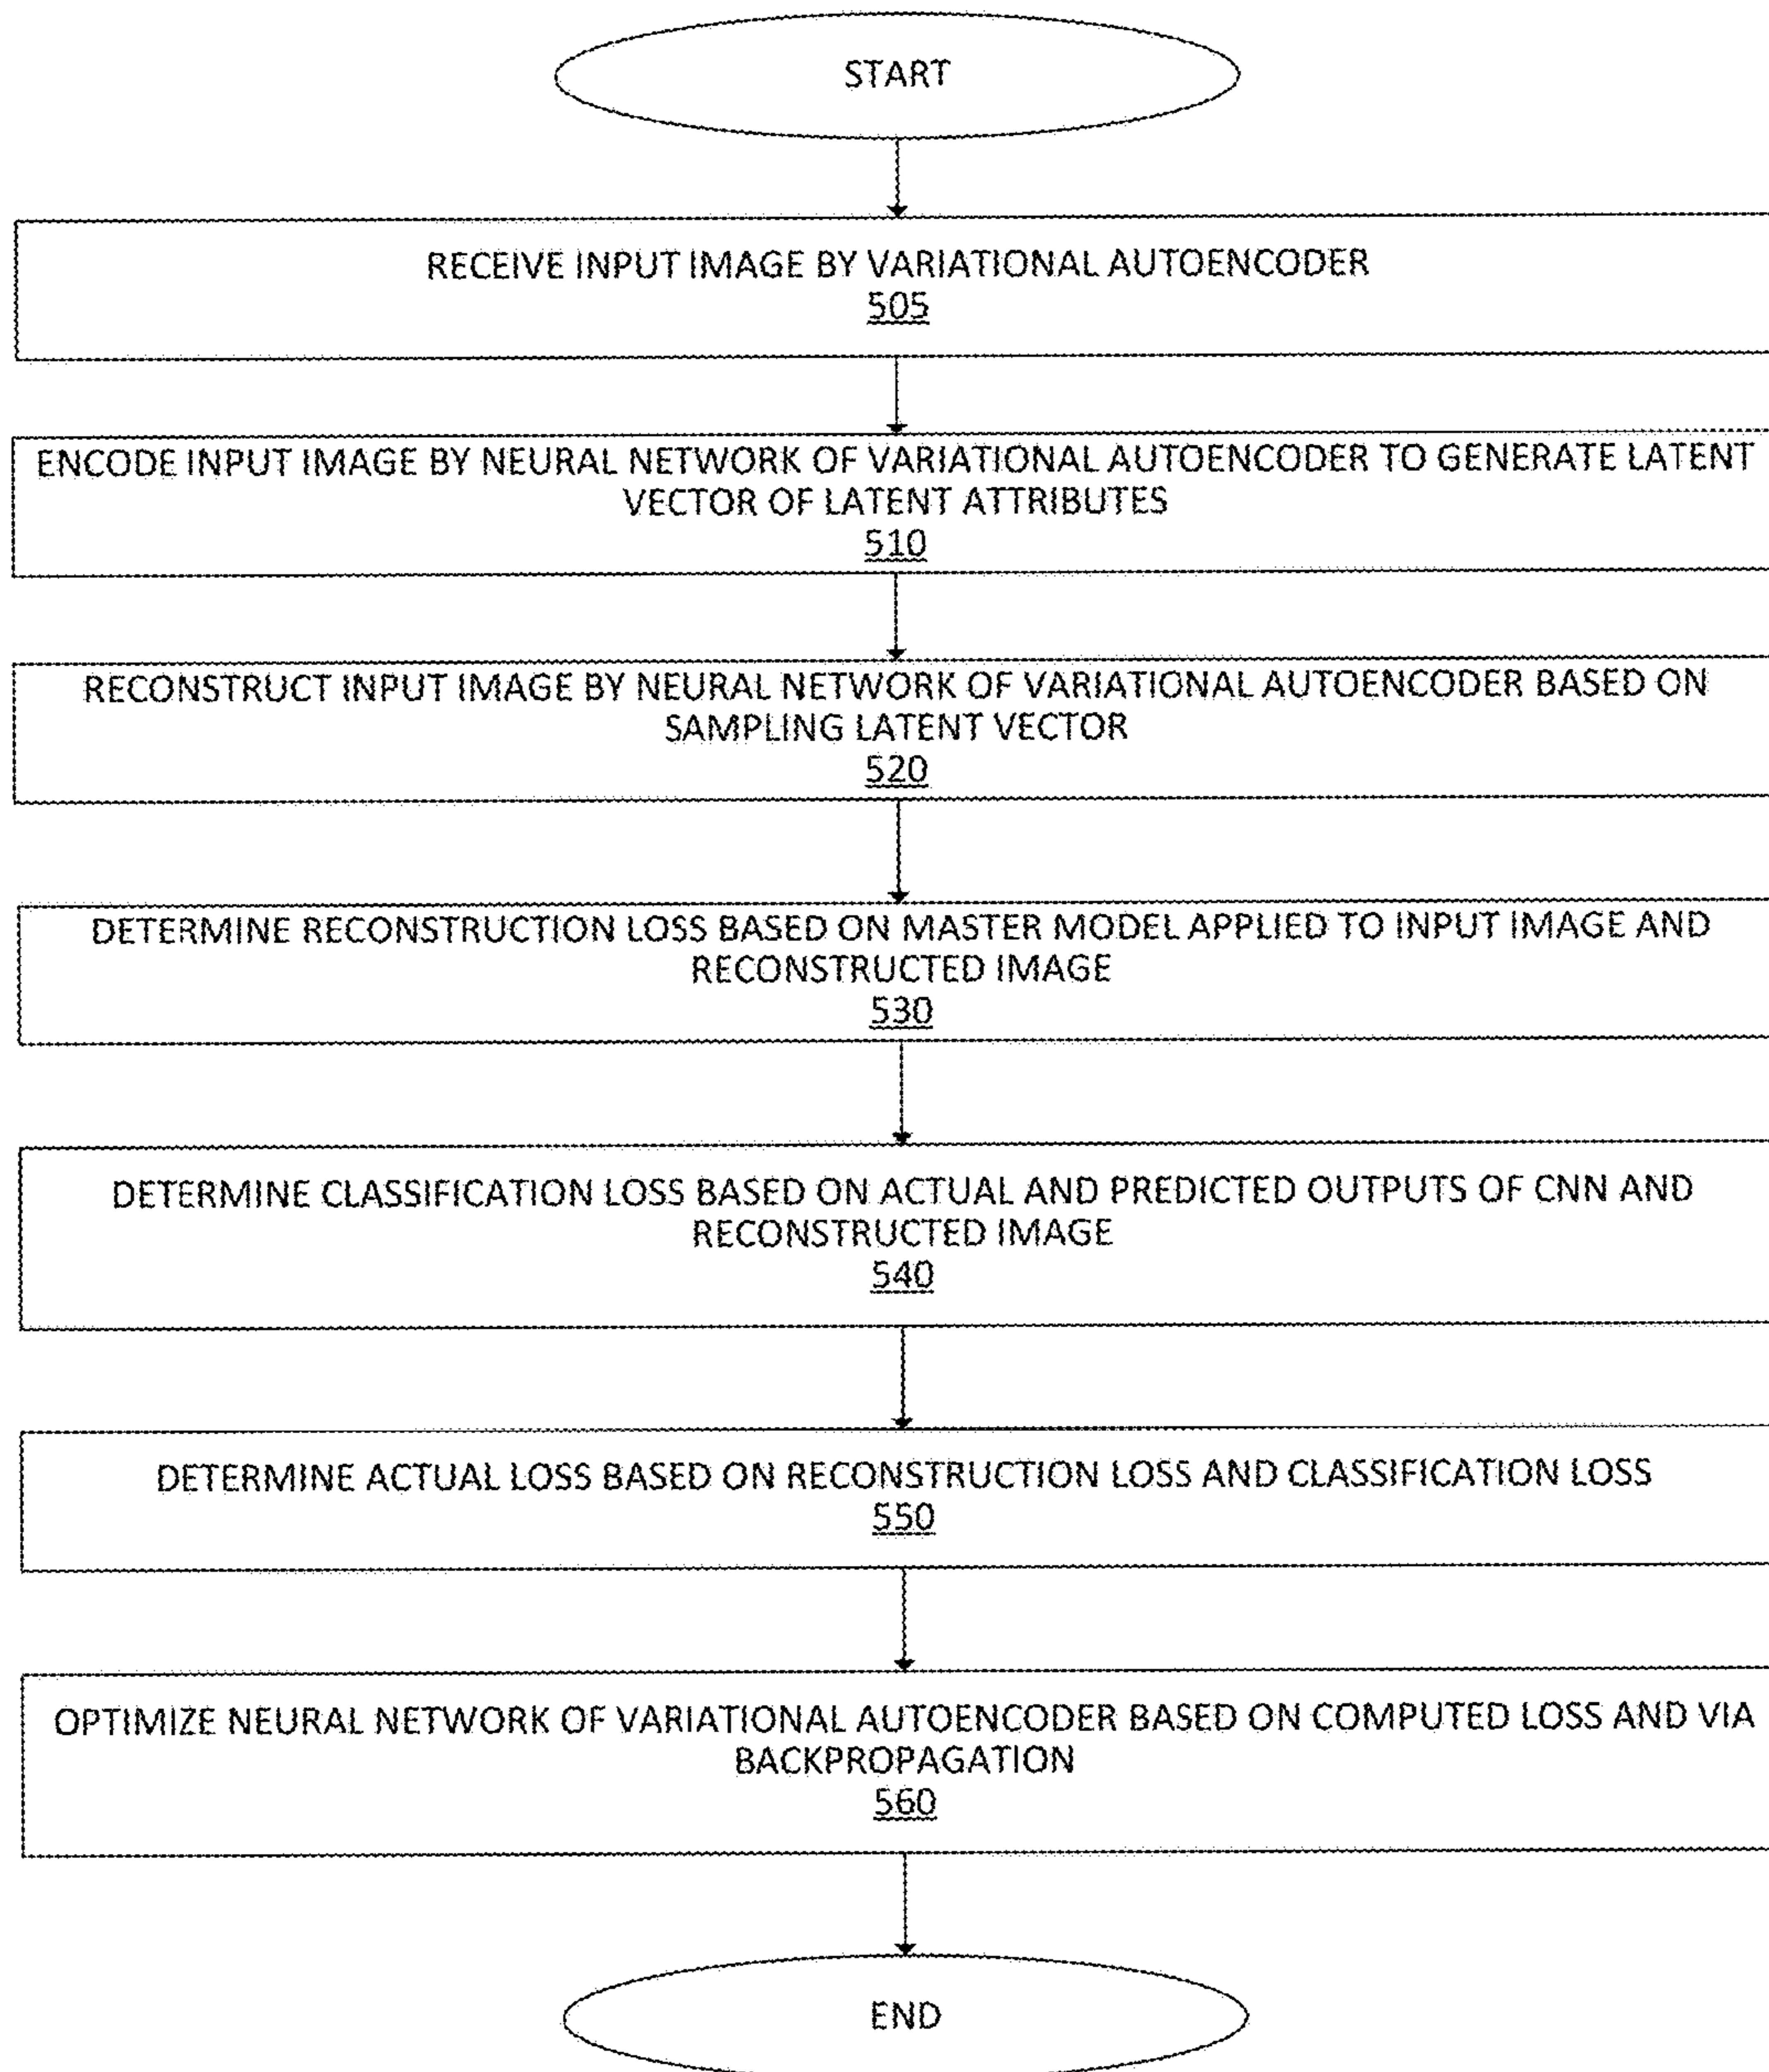 START
RECEIVE INPUT IMAGE BY VARIATIONAL AUTOENCODER
505
ENCODE INPUT IMAGE BY NEURAL NETWORK OF VARIATIONAL AUTOENCODER TO GENERATE LATENT
VECTOR OF LATENT ATTRIBUTES
510
RECONSTRUCT INPUT IMAGE BY NEURAL NETWORK OF VARIATIONAL AUTOENCODER BASED ON
SAMPLING LATENT VECTOR
520
DETERMINE RECONSTRUCTION LOSS BASED ON MASTER MODEL APPLIED TO INPUT IMAGE AND
RECONSTRUCTED IMAGE
530
DETERMINE CLASSIFICATION LOSS BASED ON ACTUAL AND PREDICTED OUTPUTS OF CNN AND
RECONSTRUCTED IMAGE
540
DETERMINE ACTUAL LOSS BASED ON RECONSTRUCTION LOSS AND CLASSIFICATION LOSS
550
OPTIMIZE NEURAL NETWORK OF VARIATIONAL AUTOENCODER BASED ON COMPUTED LOSS AND VIA
BACKPROPAGATION
560
END